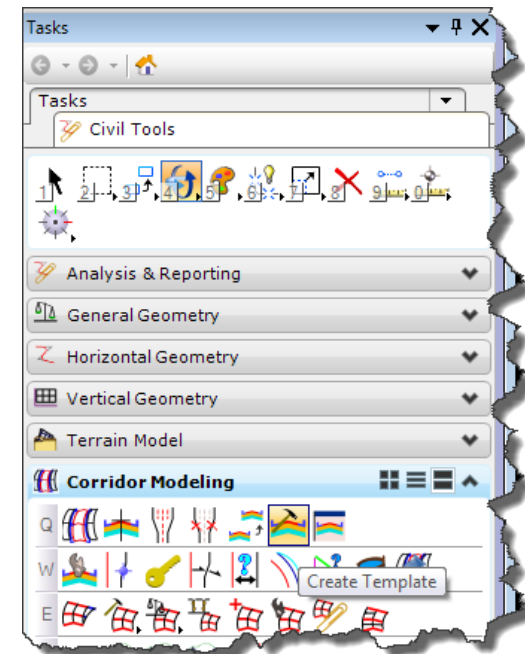 Tasks
Tasks
Civil Tools
1 2 3 4 5 6 7 8 9 0
Analysis & Reporting
General Geometry
Horizontal Geometry
Vertical Geometry
Terrain Model
Corridor Modeling
Q
W
Create Template
E